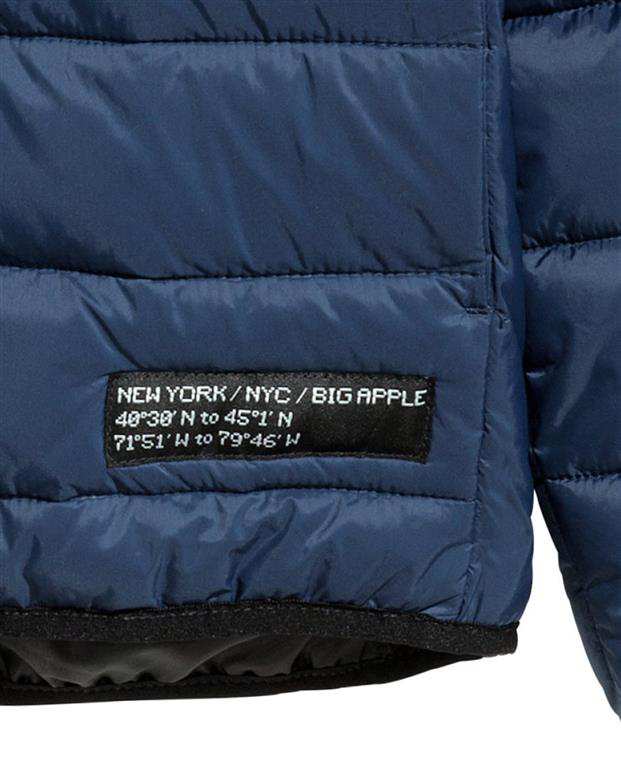 NEW YORK / NYC / BIG APPLE
40°30' N to 45°1' N
71°51' W to 79°46' W